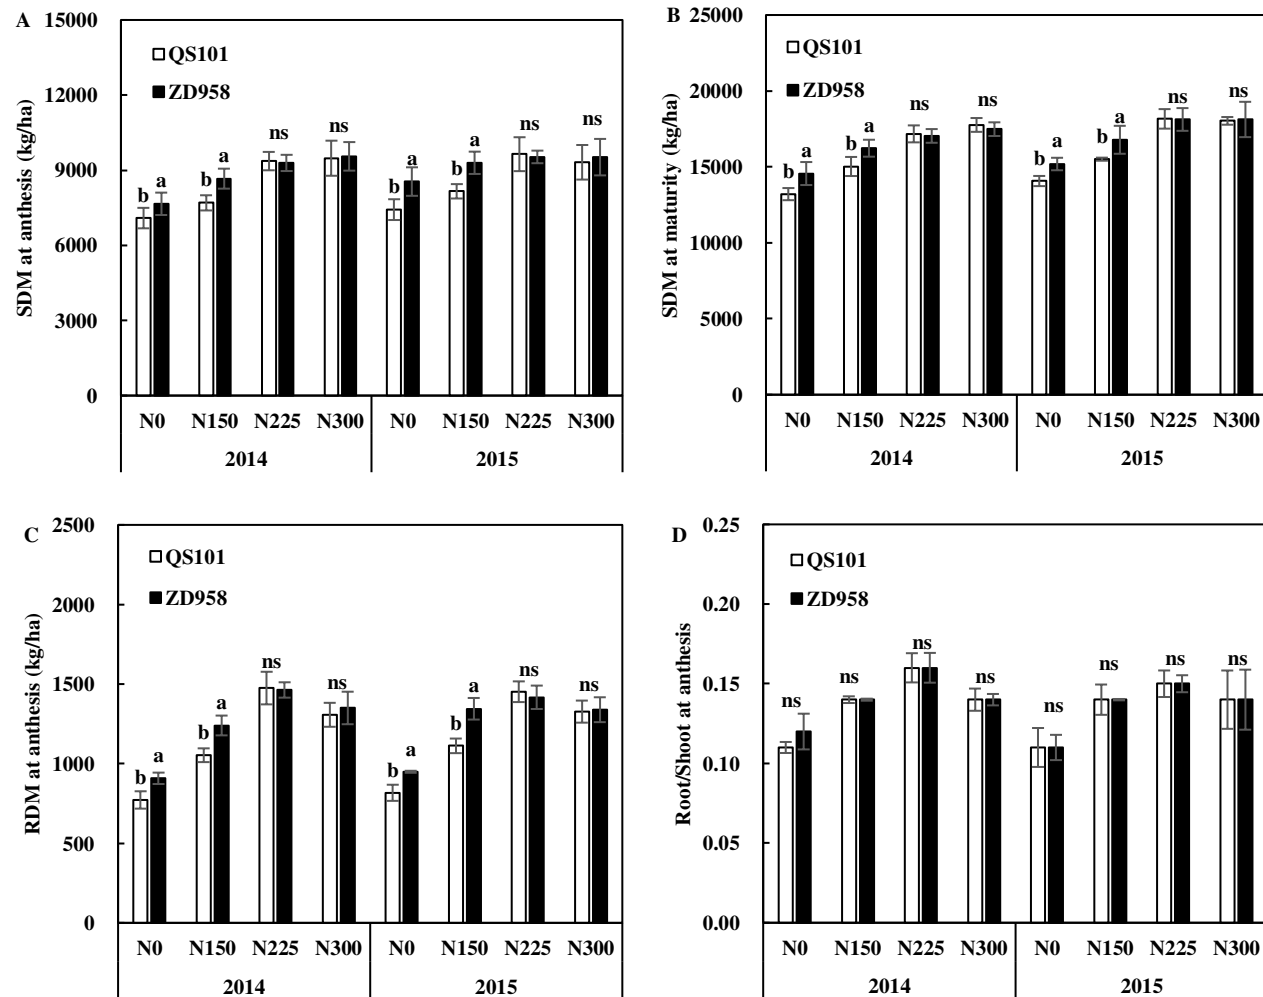 A
SDM at anthesis (kg/ha)
15000
12000
9000
6000
3000
0
QS101
ZD958
b a b a ns ns b a b a ns ns
N0 N150 N225 N300 N0 N150 N225 N300
2014 2015
B
SDM at maturity (kg/ha)
25000
20000
15000
10000
5000
0
QS101
ZD958
b a b a ns ns b a b a ns ns
N0 N150 N225 N300 N0 N150 N225 N300
2014 2015
C
RDM at anthesis (kg/ha)
2500
2000
1500
1000
500
0
QS101
ZD958
b a b a ns ns b a b a ns ns
N0 N150 N225 N300 N0 N150 N225 N300
2014 2015
D
Root/Shoot at anthesis
0.25
0.20
0.15
0.10
0.05
0.00
QS101
ZD958
ns ns ns ns ns ns ns ns
N0 N150 N225 N300 N0 N150 N225 N300
2014 2015